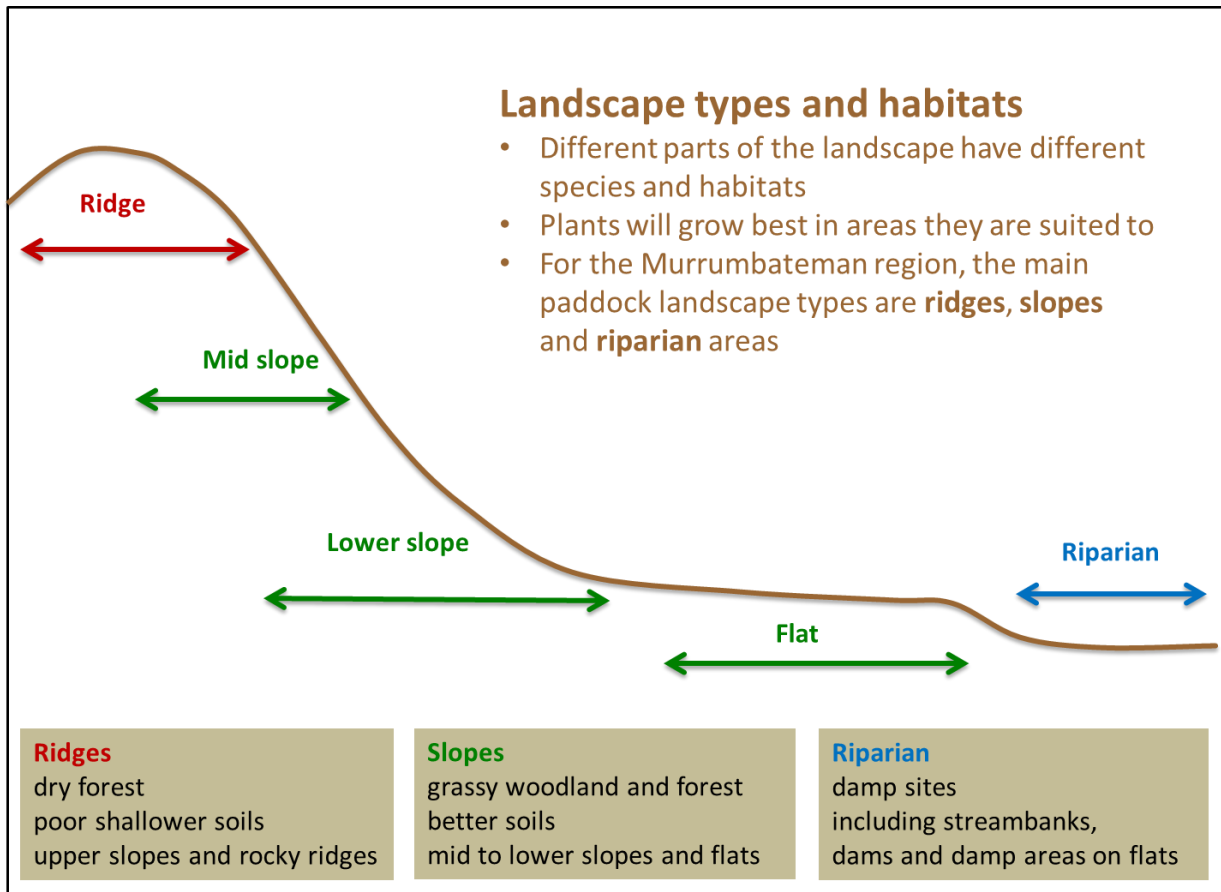 Landscape types and habitats
• Different parts of the landscape have different
species and habitats
• Plants will grow best in areas they are suited to
• For the Murrumbateman region, the main
paddock landscape types are ridges, slopes
and riparian areas
Ridge
Mid slope
Lower slope
Riparian
Flat
Ridges
dry forest
poor shallower soils
upper slopes and rocky ridges
Slopes
grassy woodland and forest
better soils
mid to lower slopes and flats
Riparian
damp sites
including streambanks,
dams and damp areas on flats